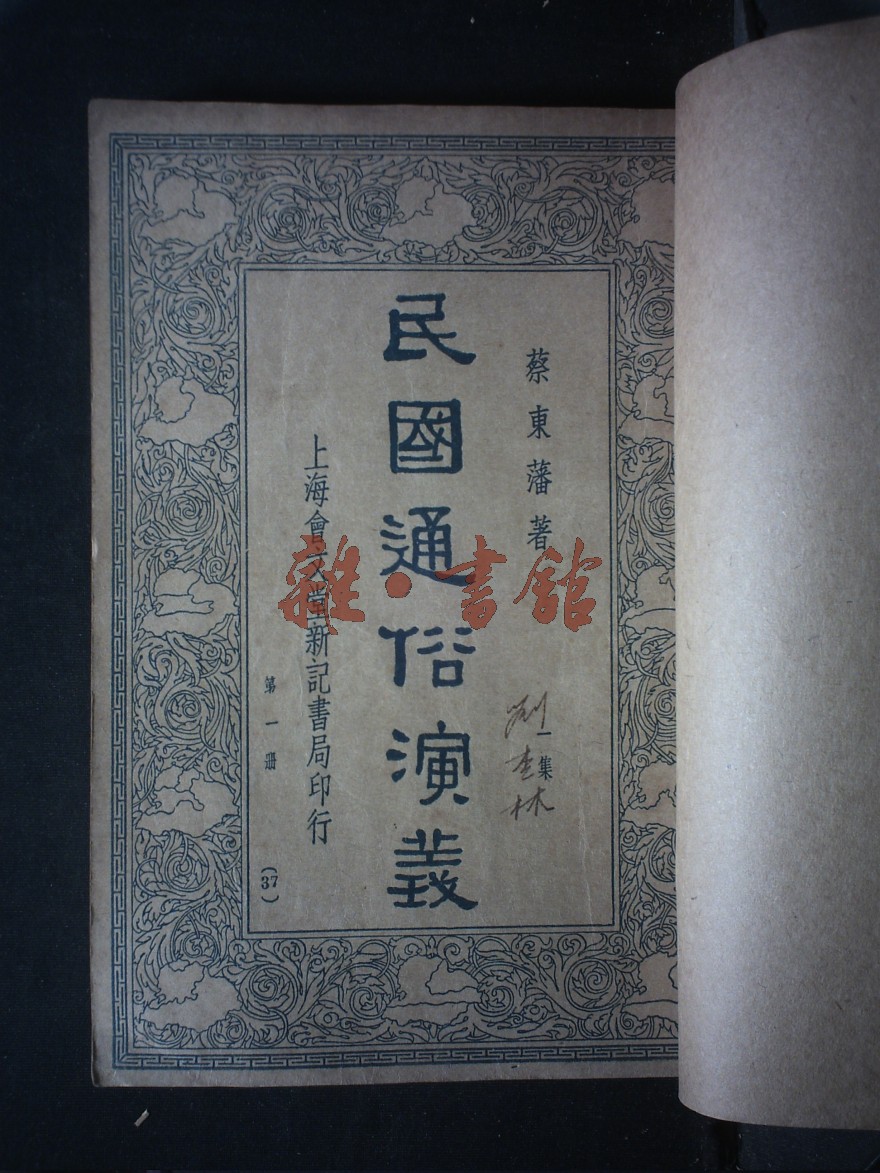 蔡東藩著
一集
民國通俗演義
上海會文堂新記書局印行
第一册
(37)
雜·書館